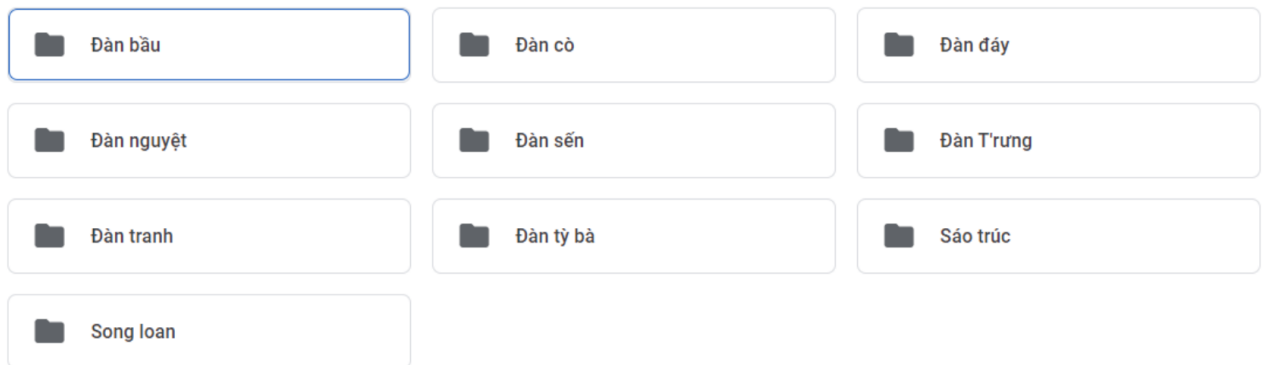 Đàn bầu
Đàn cò
Đàn đáy
Đàn nguyệt
Đàn sến
Đàn T'rưng
Đàn tranh
Đàn tỳ bà
Sáo trúc
Song loan